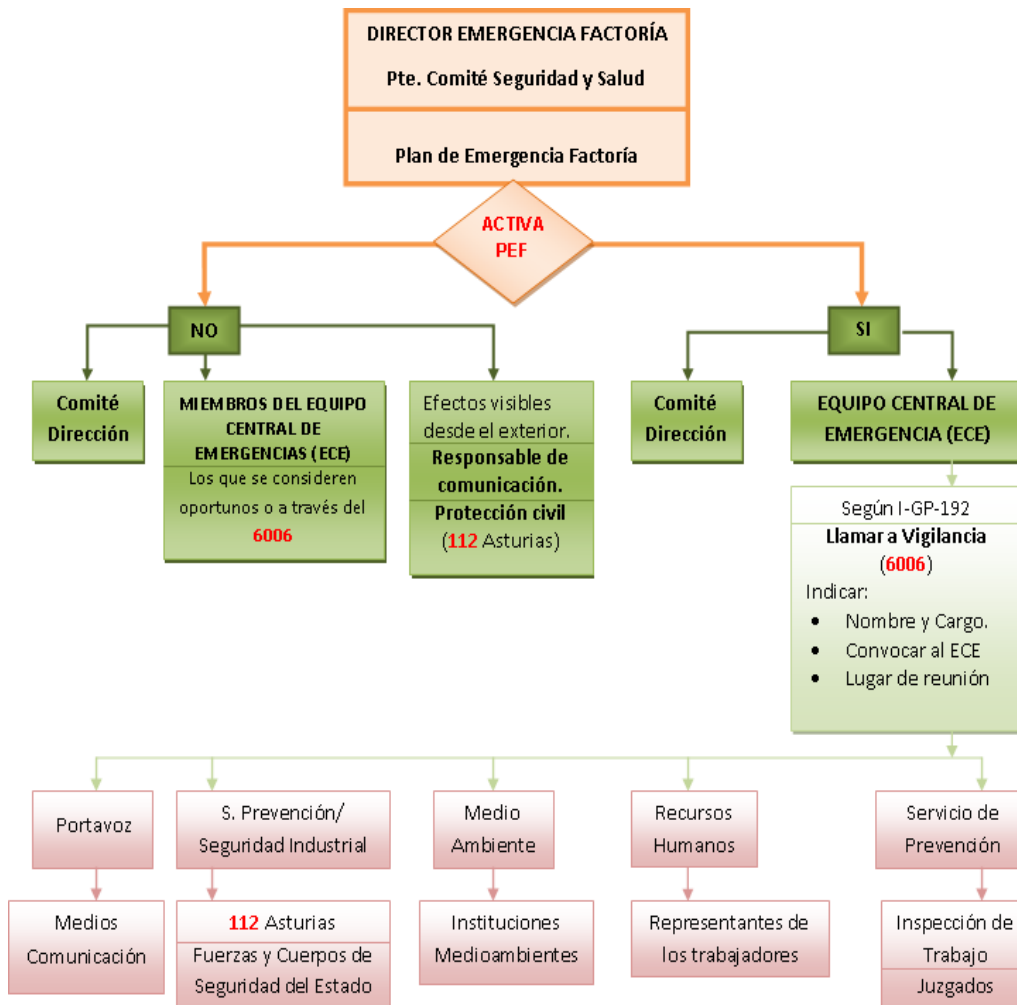 DIRECTOR EMERGENCIA FACTORÍA
Pte. Comité Seguridad y Salud
Plan de Emergencia Factoría
ACTIVA
PEF
NO
SI
Comité
Dirección
MIEMBROS DEL EQUIPO
CENTRAL DE
EMERGENCIAS (ECE)
Los que se consideren
oportunos o a través del
6006
Efectos visibles
desde el exterior.
Responsable de
comunicación.
Protección civil
(112 Asturias)
Comité
Dirección
EQUIPO CENTRAL DE
EMERGENCIA (ECE)
Según I-GP-192
Llamar a Vigilancia
(6006)
Indicar:
• Nombre y Cargo.
• Convocar al ECE
• Lugar de reunión
Portavoz
S. Prevención/
Seguridad Industrial
Medio
Ambiente
Recursos
Humanos
Servicio de
Prevención
Medios
Comunicación
112 Asturias
Fuerzas y Cuerpos de
Seguridad del Estado
Instituciones
Medioambientes
Representantes de
los trabajadores
Inspección de
Trabajo
Juzgados